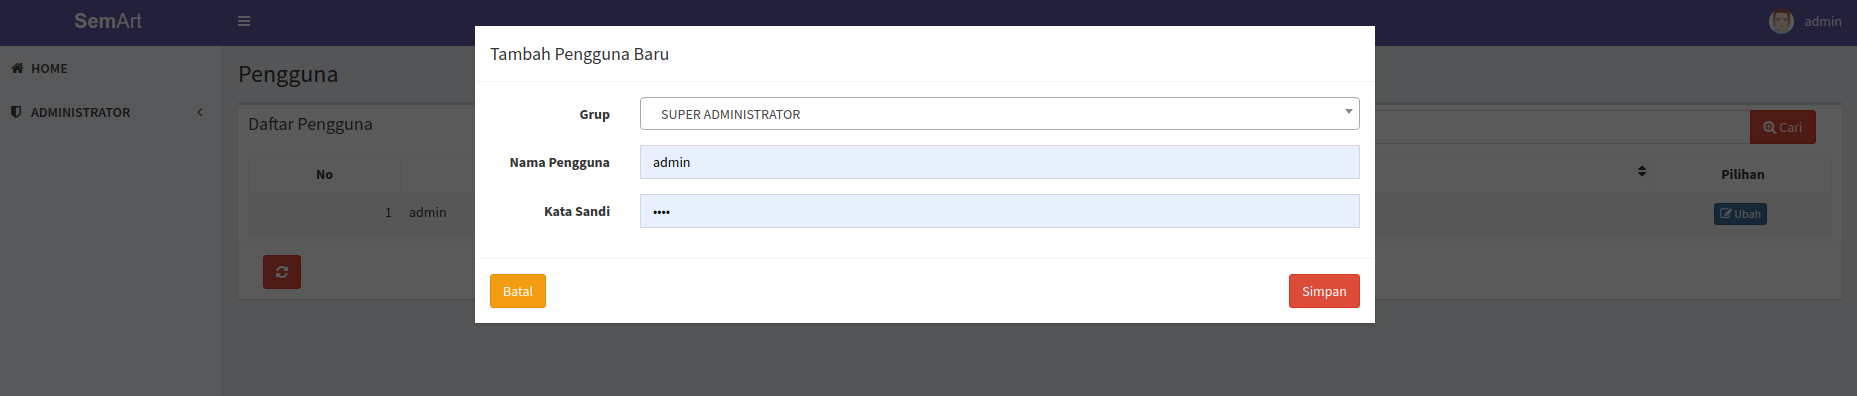 SemArt
admin
HOME
ADMINISTRATOR
Pengguna
Daftar Pengguna
Cari
No
Pilihan
1 admin
Ubah
Tambah Pengguna Baru
Grup SUPER ADMINISTRATOR
Nama Pengguna admin
Kata Sandi ••••
Batal
Simpan